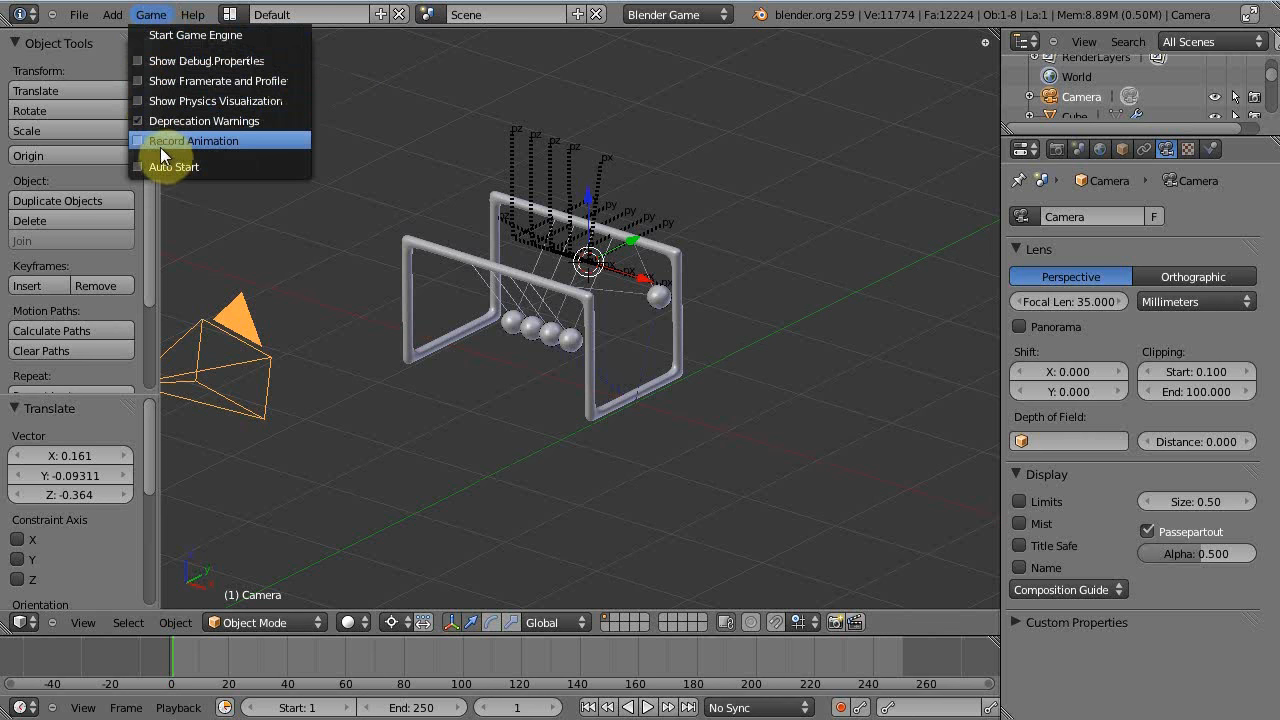 File Add Game Help Default Scene Blender Game blender.org 259 | Ve:11774 | Fa:12224 | Ob:1-8 | La:1 | Mem:8.89M (0.50M) | Camera
Start Game Engine
Show Debug Properties
Show Framerate and Profile
Show Physics Visualization
Deprecation Warnings
Record Animation
Auto Start
Object Tools
Transform:
Translate
Rotate
Scale
Origin
Object:
Duplicate Objects
Delete
Join
Keyframes:
Insert Remove
Motion Paths:
Calculate Paths
Clear Paths
Repeat:
Translate
Vector
X: 0.161
Y: -0.09311
Z: -0.364
Constraint Axis
X
Y
Z
Orientation
pz
pz
pz
pz
px
py
py
py
py
(1) Camera
View Select Object Object Mode Global
-40 -20 0 20 40 60 80 100 120 140 160 180 200 220 240 260
View Frame Playback Start: 1 End: 250 1 No Sync
View Search All Scenes
RenderLayers
World
Camera
Cube
Camera Camera
Camera F
Lens
Perspective Orthographic
Focal Len: 35.000 Millimeters
Panorama
Shift: Clipping:
X: 0.000 Start: 0.100
Y: 0.000 End: 100.000
Depth of Field:
Distance: 0.000
Display
Limits Size: 0.50
Mist Passepartout
Title Safe Alpha: 0.500
Name
Composition Guide
Custom Properties